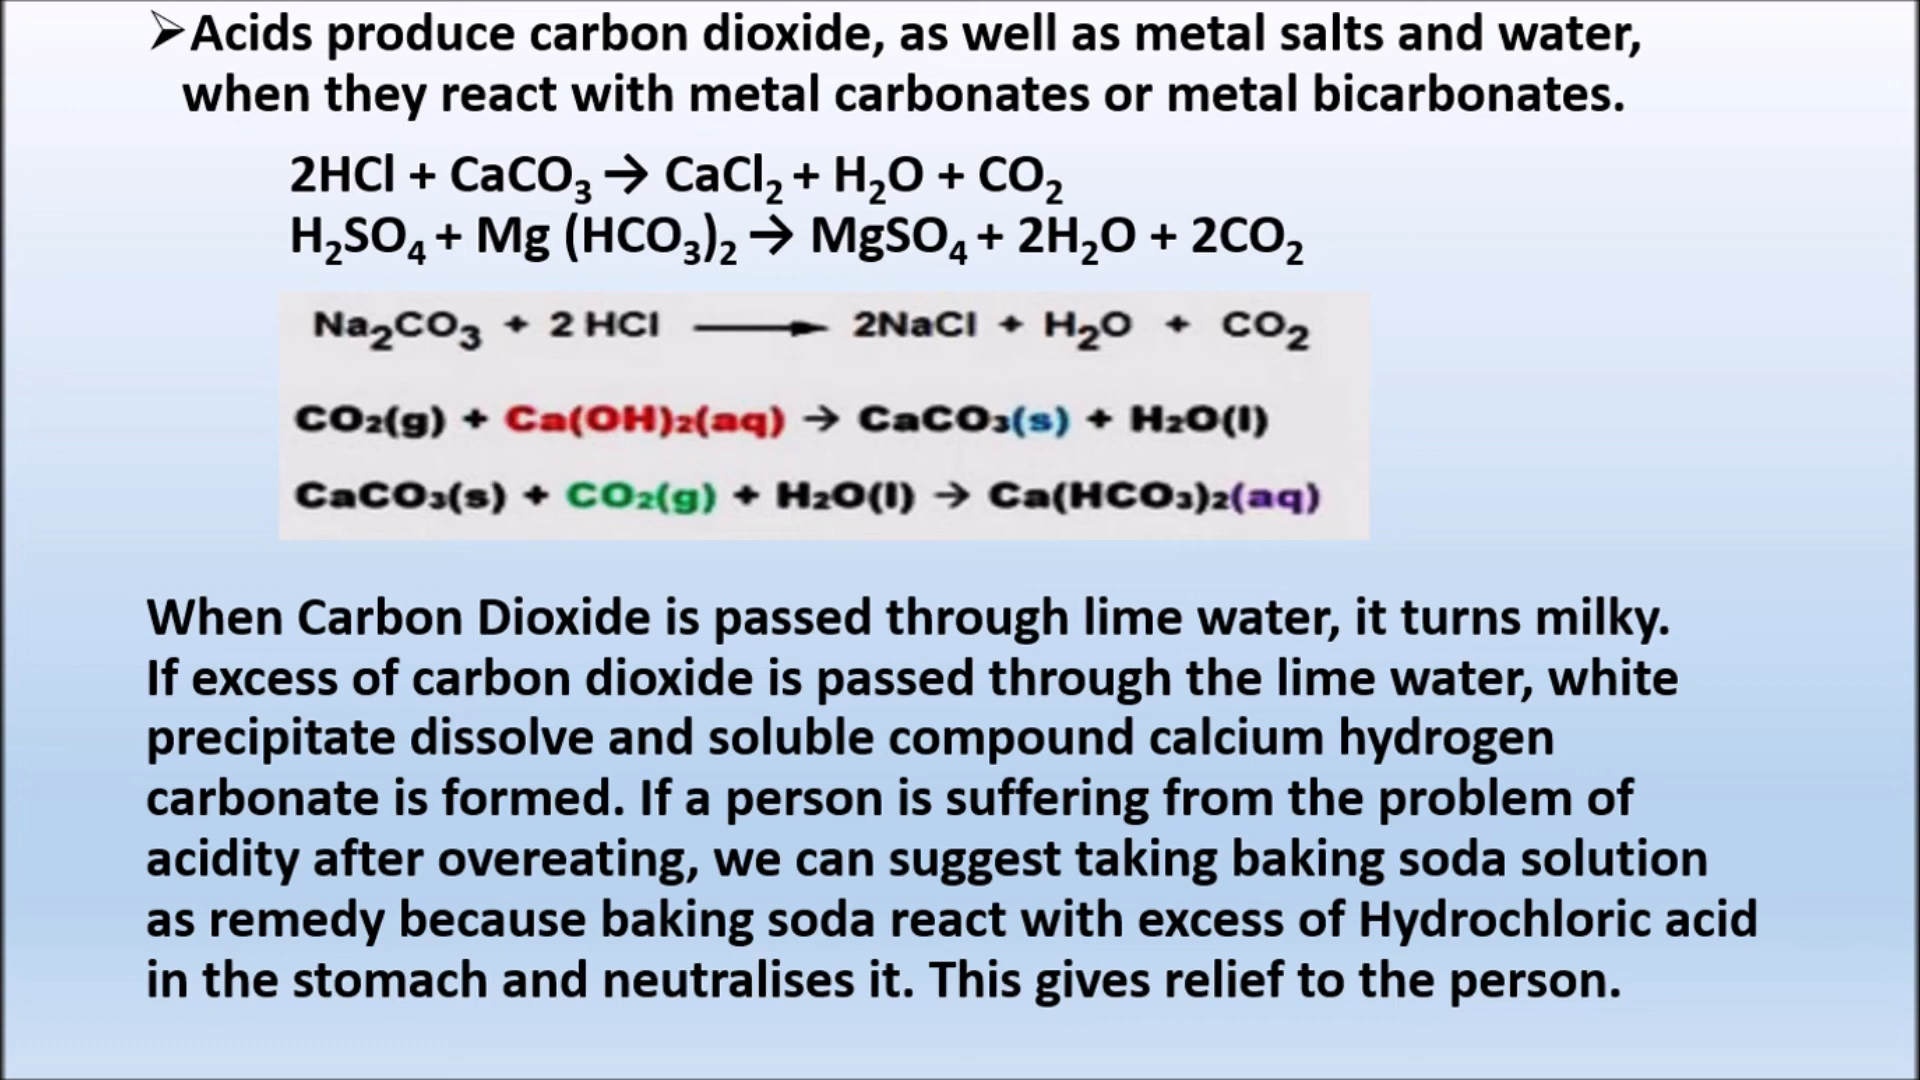 ➢Acids produce carbon dioxide, as well as metal salts and water,
when they react with metal carbonates or metal bicarbonates.
2HCl + CaCO₃ → CaCl₂ + H₂O + CO₂
H₂SO₄ + Mg (HCO₃)₂ → MgSO₄ + 2H₂O + 2CO₂
Na₂CO₃ + 2 HCl ⟶ 2NaCl + H₂O + CO₂
CO₂(g) + Ca(OH)₂(aq) → CaCO₃(s) + H₂O(l)
CaCO₃(s) + CO₂(g) + H₂O(l) → Ca(HCO₃)₂(aq)
When Carbon Dioxide is passed through lime water, it turns milky.
If excess of carbon dioxide is passed through the lime water, white
precipitate dissolve and soluble compound calcium hydrogen
carbonate is formed. If a person is suffering from the problem of
acidity after overeating, we can suggest taking baking soda solution
as remedy because baking soda react with excess of Hydrochloric acid
in the stomach and neutralises it. This gives relief to the person.